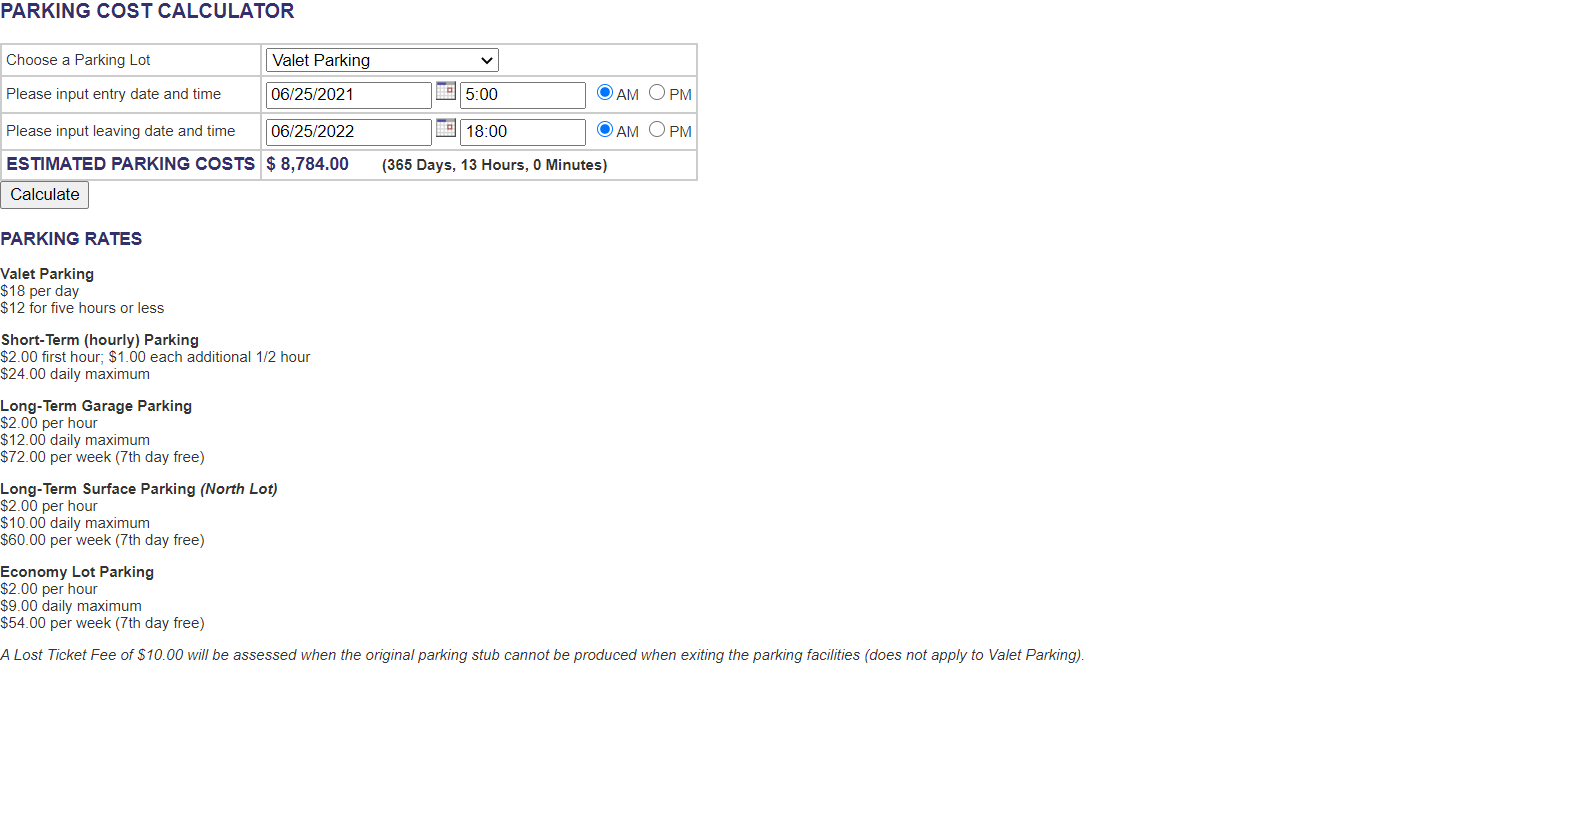 PARKING COST CALCULATOR
Choose a Parking Lot Valet Parking
Please input entry date and time 06/25/2021 5:00 AM PM
Please input leaving date and time 06/25/2022 18:00 AM PM
ESTIMATED PARKING COSTS $ 8,784.00 (365 Days, 13 Hours, 0 Minutes)
Calculate
PARKING RATES
Valet Parking
$18 per day
$12 for five hours or less
Short-Term (hourly) Parking
$2.00 first hour; $1.00 each additional 1/2 hour
$24.00 daily maximum
Long-Term Garage Parking
$2.00 per hour
$12.00 daily maximum
$72.00 per week (7th day free)
Long-Term Surface Parking (North Lot)
$2.00 per hour
$10.00 daily maximum
$60.00 per week (7th day free)
Economy Lot Parking
$2.00 per hour
$9.00 daily maximum
$54.00 per week (7th day free)
A Lost Ticket Fee of $10.00 will be assessed when the original parking stub cannot be produced when exiting the parking facilities (does not apply to Valet Parking).